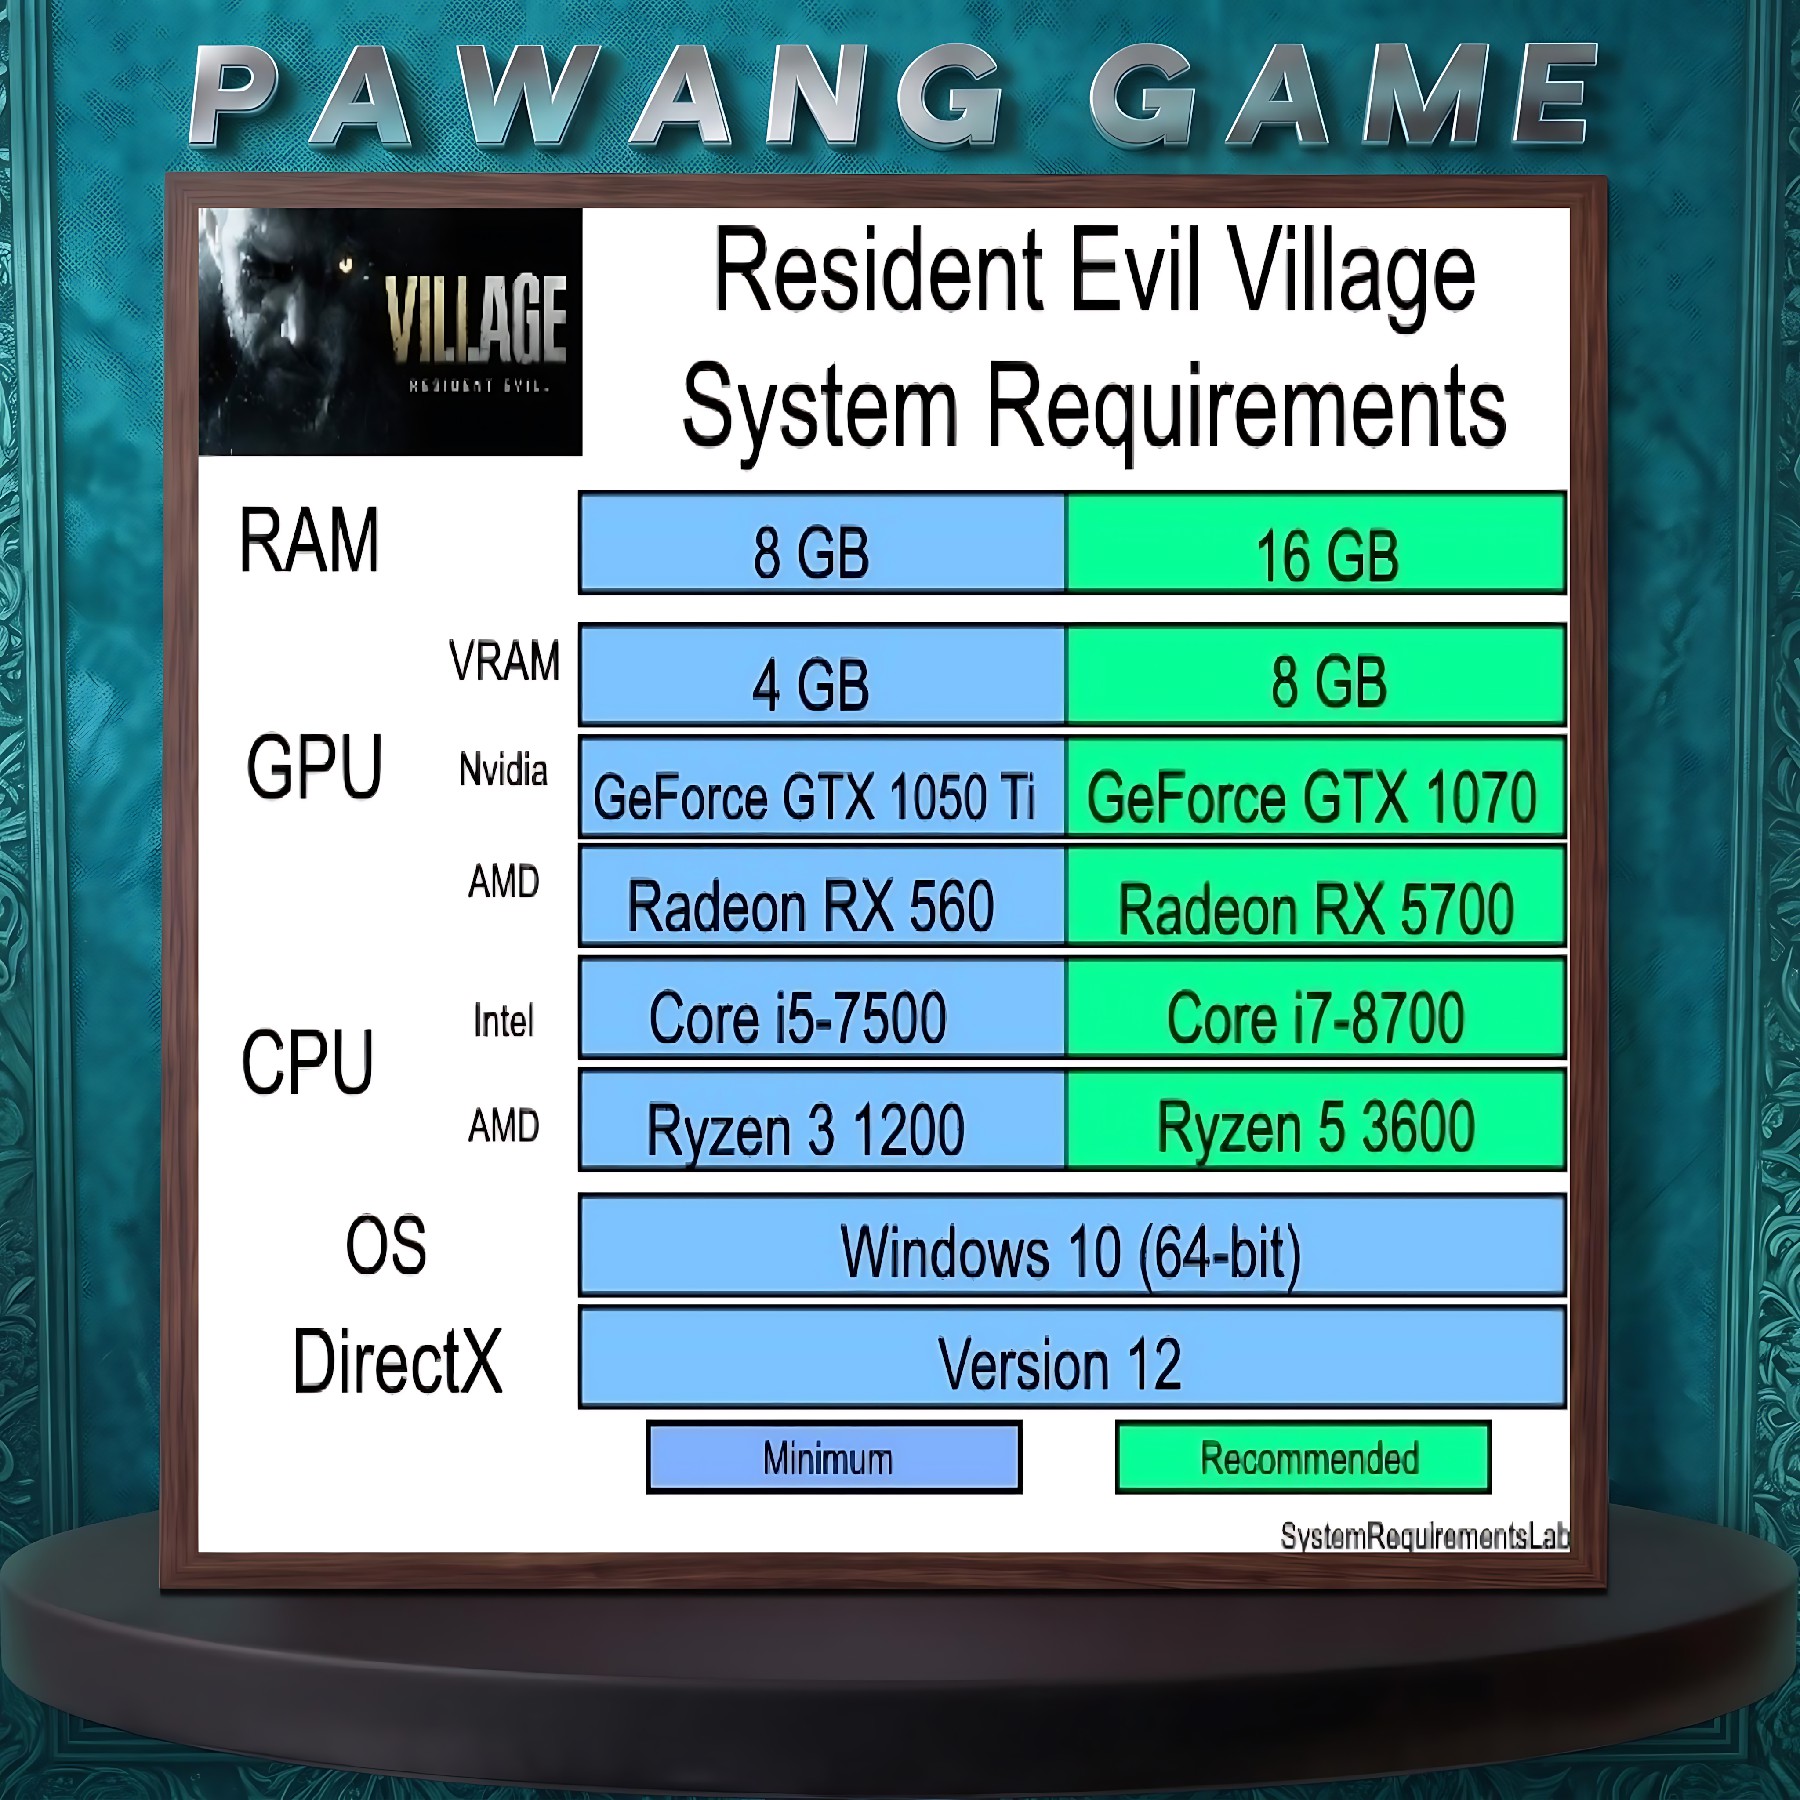 PAWANG GAME
VILLAGE
RESIDENT EVIL
Resident Evil Village
System Requirements
RAM
8 GB
16 GB
GPU
VRAM
4 GB
8 GB
Nvidia
GeForce GTX 1050 Ti
GeForce GTX 1070
AMD
Radeon RX 560
Radeon RX 5700
CPU
Intel
Core i5-7500
Core i7-8700
AMD
Ryzen 3 1200
Ryzen 5 3600
OS
Windows 10 (64-bit)
DirectX
Version 12
Minimum
Recommended
SystemRequirementsLab